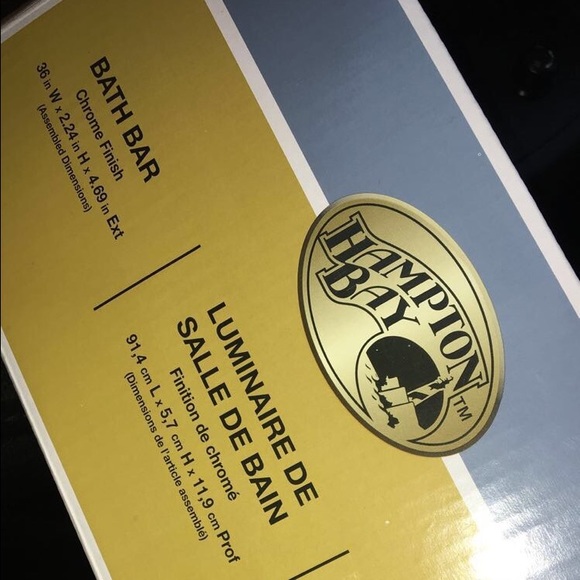 BATH BAR
Chrome Finish
36 in W x 2.24 in H x 4.69 in Ext
(Assembled Dimensions)
LUMINAIRE DE
SALLE DE BAIN
Finition de chromé
91,4 cm L x 5,7 cm H x 11,9 cm Prof
(Dimensions de l'article assemblé)
HAMPTON
BAY
TM